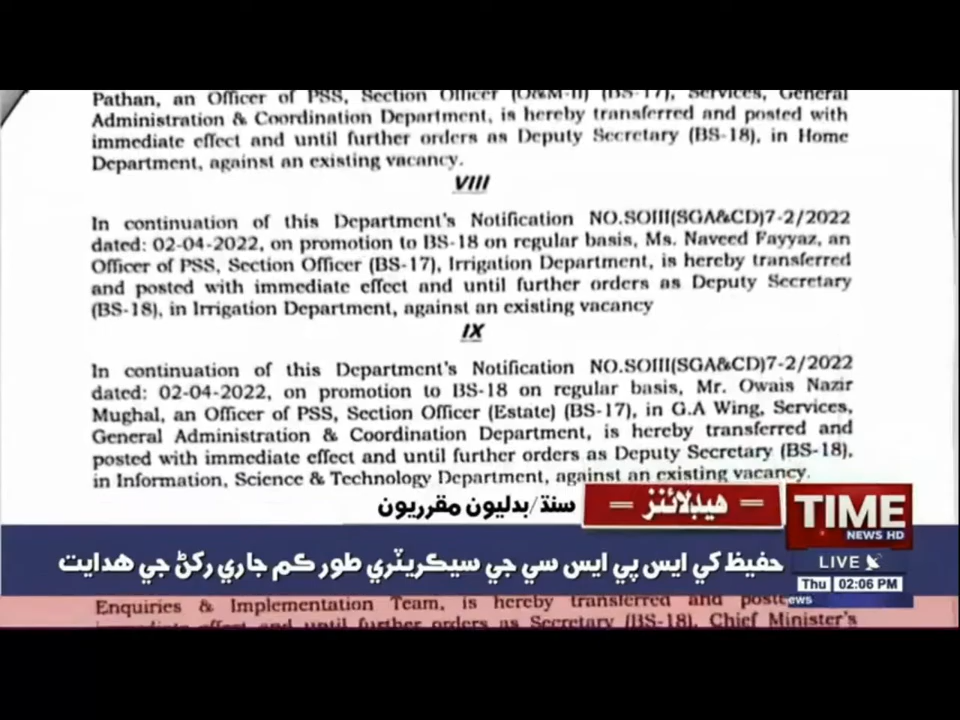 Pathan, an Officer of PSS, Section Officer (O&M-II) (BS-17), Services, General
Administration & Coordination Department, is hereby transferred and posted with
immediate effect and until further orders as Deputy Secretary (BS-18), in Home
Department, against an existing vacancy.
VIII
In continuation of this Department's Notification NO.SOIII(SGA&CD)7-2/2022
dated: 02-04-2022, on promotion to BS-18 on regular basis, Ms. Naveed Fayyaz, an
Officer of PSS, Section Officer (BS-17), Irrigation Department, is hereby transferred
and posted with immediate effect and until further orders as Deputy Secretary
(BS-18), in Irrigation Department, against an existing vacancy
IX
In continuation of this Department's Notification NO.SOIII(SGA&CD)7-2/2022
dated: 02-04-2022, on promotion to BS-18 on regular basis, Mr. Owais Nazir
Mughal, an Officer of PSS, Section Officer (Estate) (BS-17), in G.A Wing, Services,
General Administration & Coordination Department, is hereby transferred and
posted with immediate effect and until further orders as Deputy Secretary (BS-18),
in Information, Science & Technology Department, against an existing vacancy.
هيڊلائنز
سنڌ/بدليون مقرريون
TIME
NEWS HD
حفيظ کي ايس پي ايس سي جي سيڪريٽري طور ڪم جاري رکڻ جي هدايت
LIVE
Thu 02:06 PM
ews
Enquiries & Implementation Team, is hereby transferred and poste
immediate effect and until further orders as Secretary (BS-18), Chief Minister's